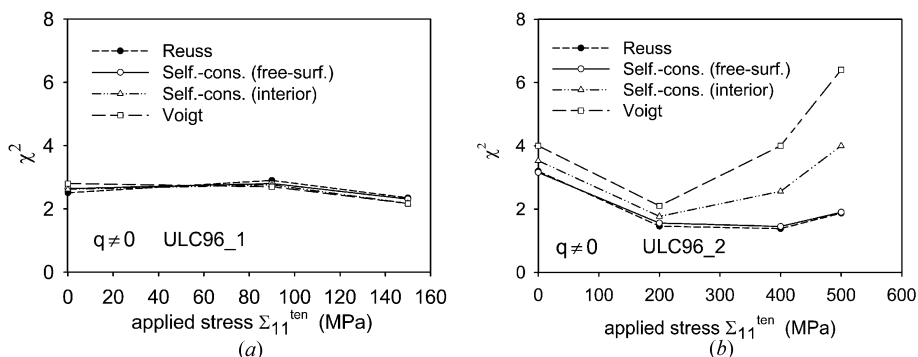 8
6
4
2
0
χ²
Reuss
Self.-cons. (free-surf.)
Self.-cons. (interior)
Voigt
q≠0 ULC96_1
0 20 40 60 80 100 120 140 160
applied stress Σ₁₁ᵗᵉⁿ (MPa)
(a)
8
6
4
2
0
χ²
Reuss
Self.-cons. (free-surf.)
Self.-cons. (interior)
Voigt
q≠0 ULC96_2
0 100 200 300 400 500 600
applied stress Σ₁₁ᵗᵉⁿ (MPa)
(b)